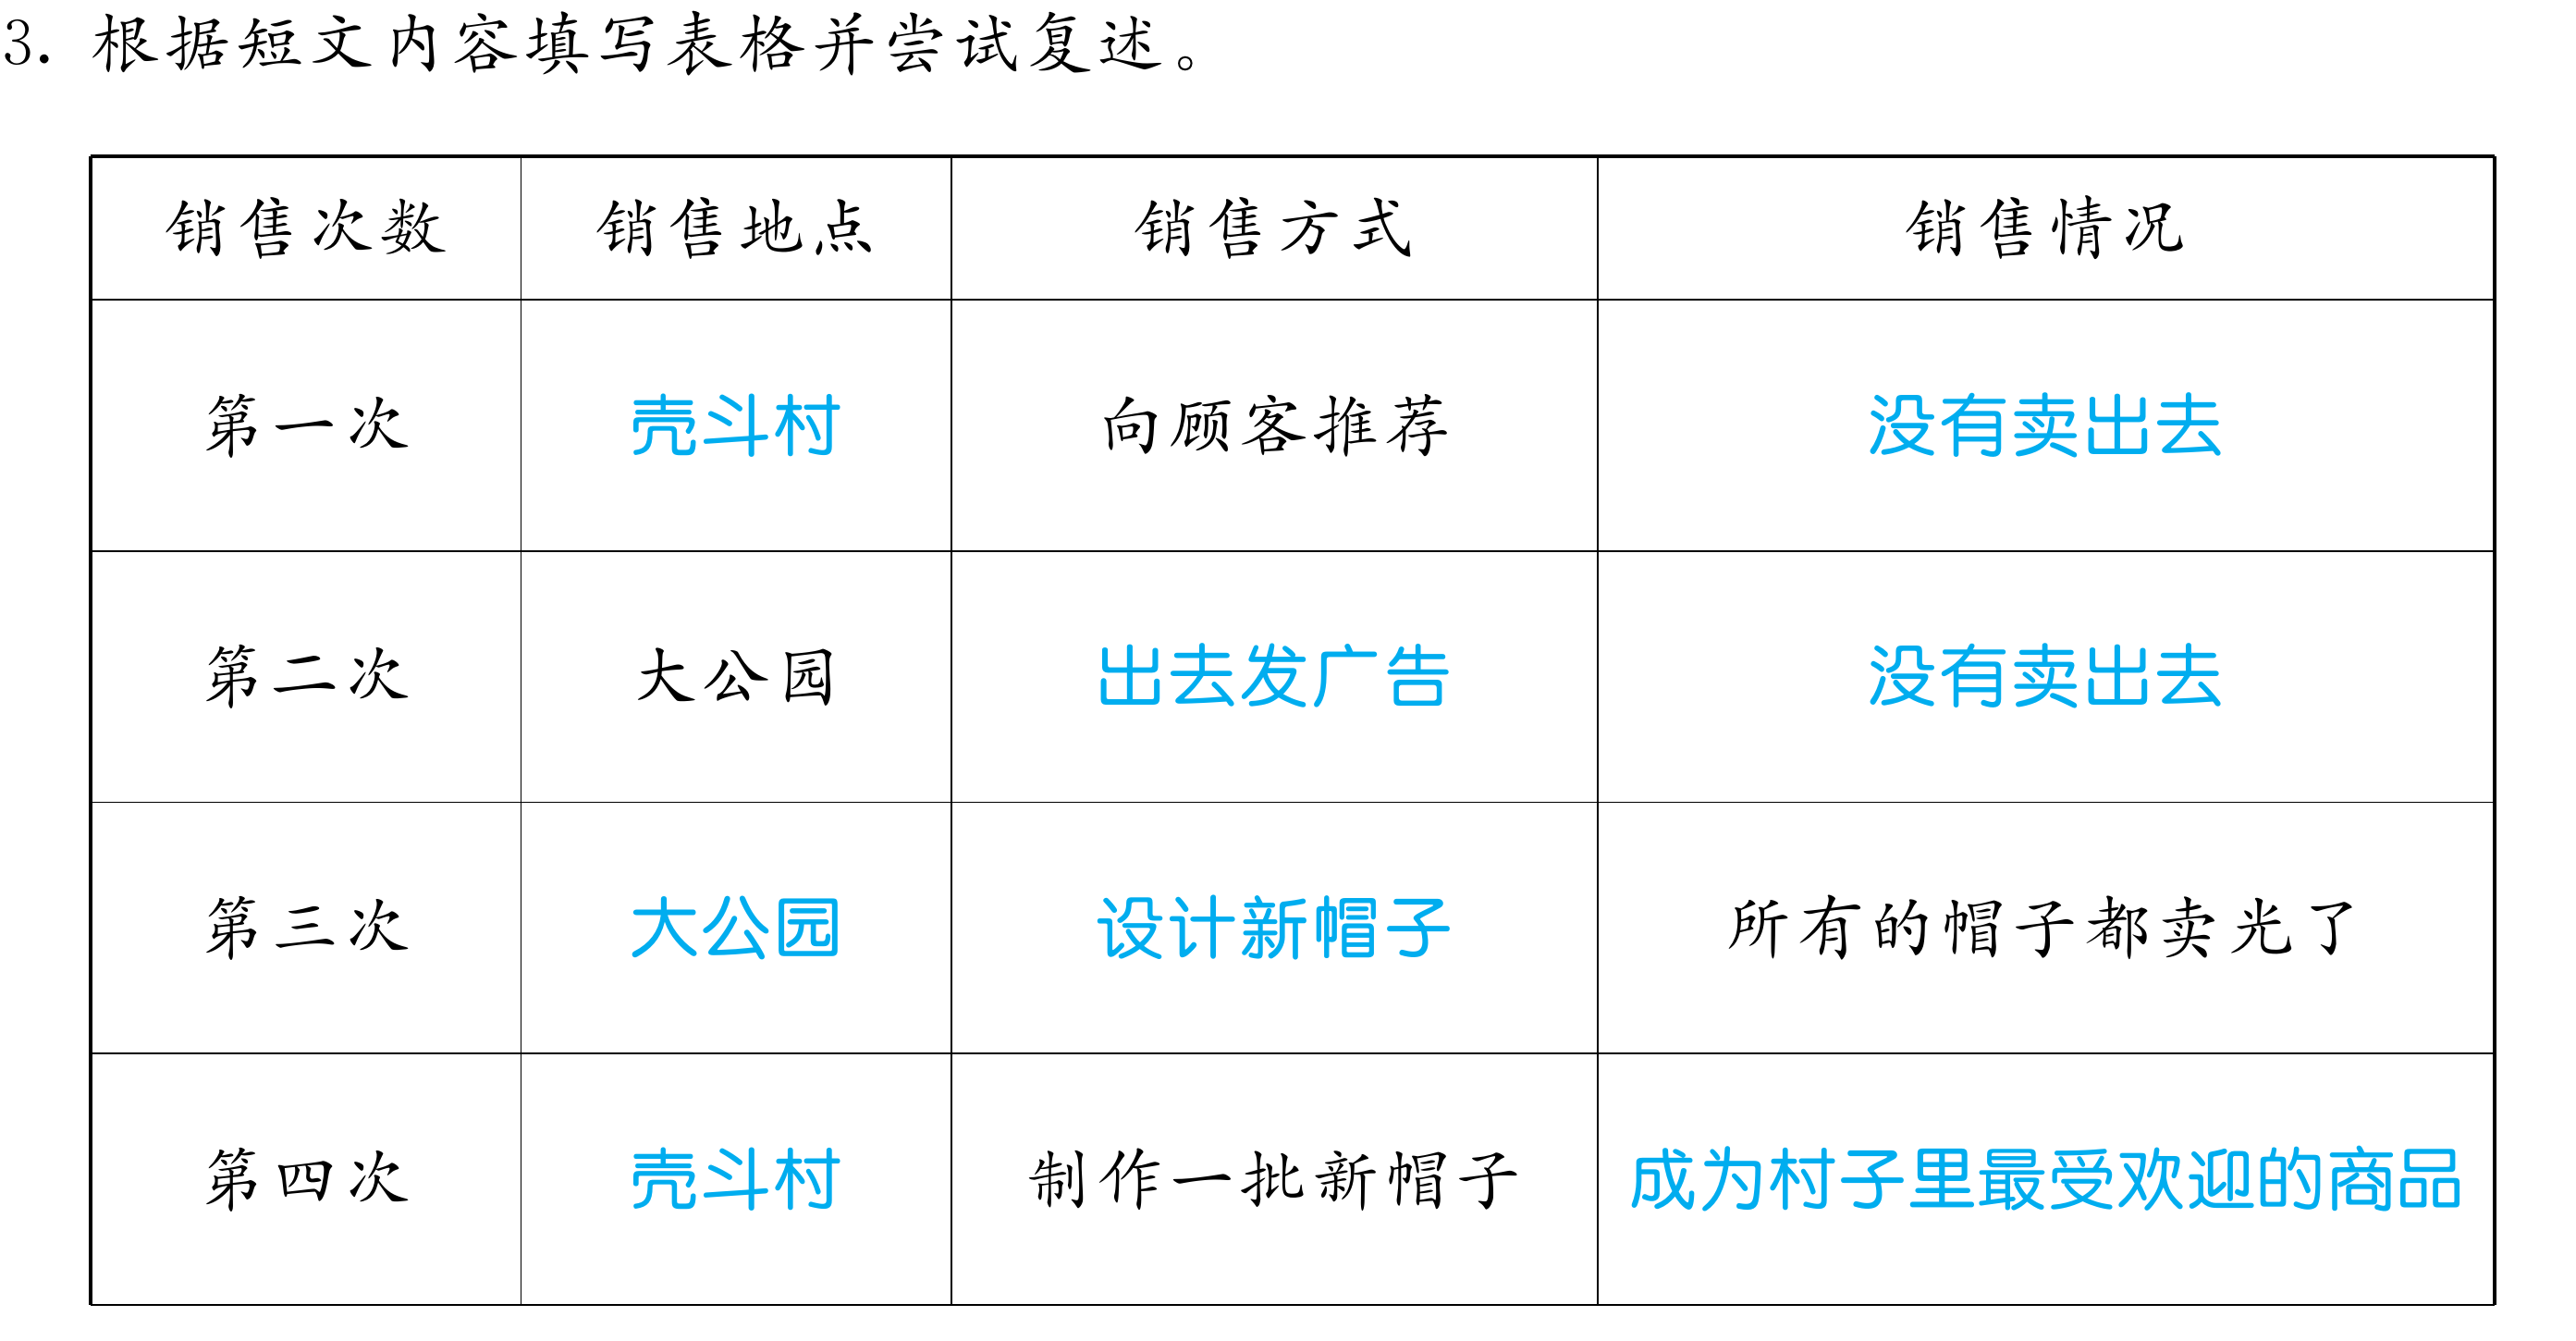 3. 根据短文内容填写表格并尝试复述。
销售次数 销售地点 销售方式 销售情况
第一次 壳斗村 向顾客推荐 没有卖出去
第二次 大公园 出去发广告 没有卖出去
第三次 大公园 设计新帽子 所有的帽子都卖光了
第四次 壳斗村 制作一批新帽子 成为村子里最受欢迎的商品